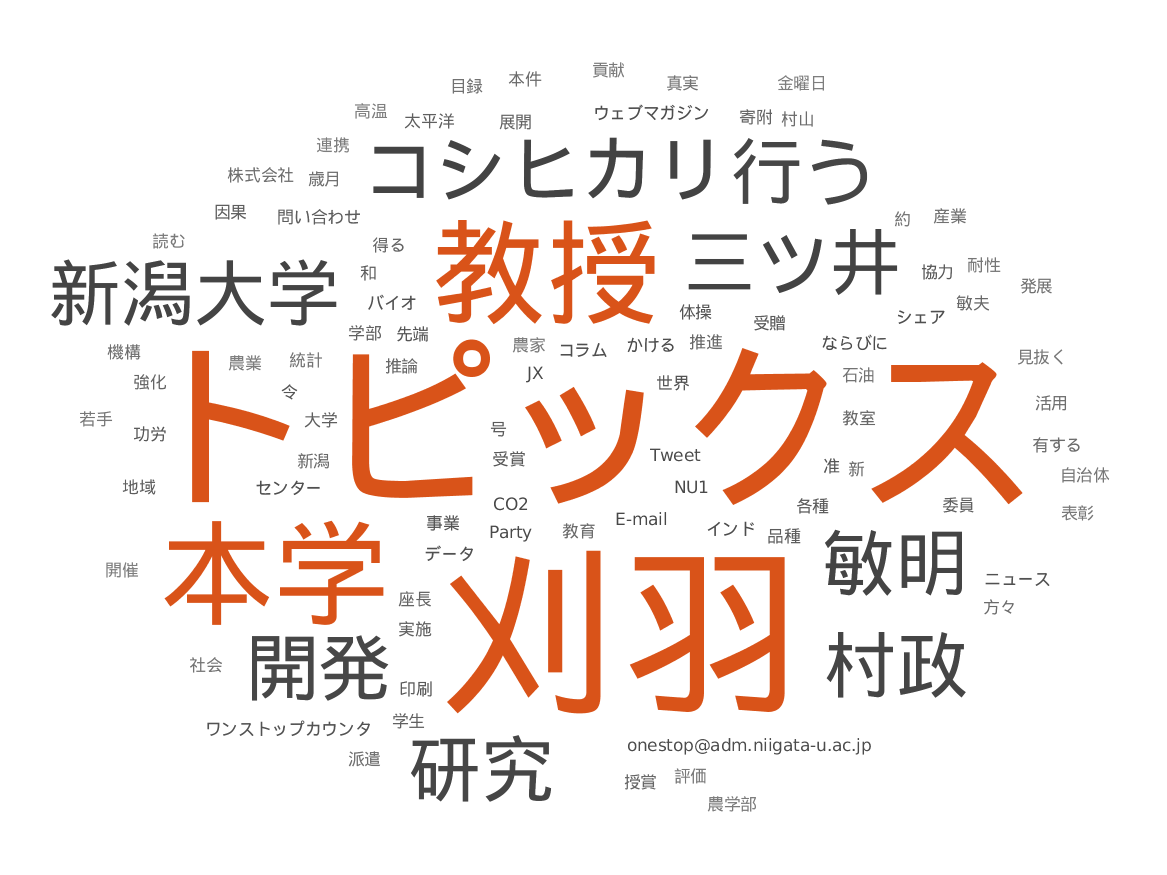 貢献
目録
本件
真実
金曜日
高温
太平洋
展開
ウェブマガジン
寄附
村山
連携
コシヒカリ
行う
株式会社
歳月
因果
問い合わせ
約
産業
読む
得る
教授
三ツ井
新潟大学
和
協力
耐性
バイオ
体操
発展
敏夫
学部
先端
受贈
シェア
機構
農業
統計
農家
コラム
かける
推進
ならびに
見抜く
強化
推論
JX
世界
石油
令
トピックス
活用
若手
功労
大学
号
教室
有する
新潟
受賞
Tweet
准
新
自治体
地域
センター
NU1
CO2
各種
委員
表彰
事業
Party
教育
E-mail
インド
品種
データ
本学
刈羽
敏明
開催
ニュース
座長
方々
実施
社会
開発
印刷
村政
ワンストップカウンタ
学生
派遣
研究
onestop@adm.niigata-u.ac.jp
授賞
評価
農学部